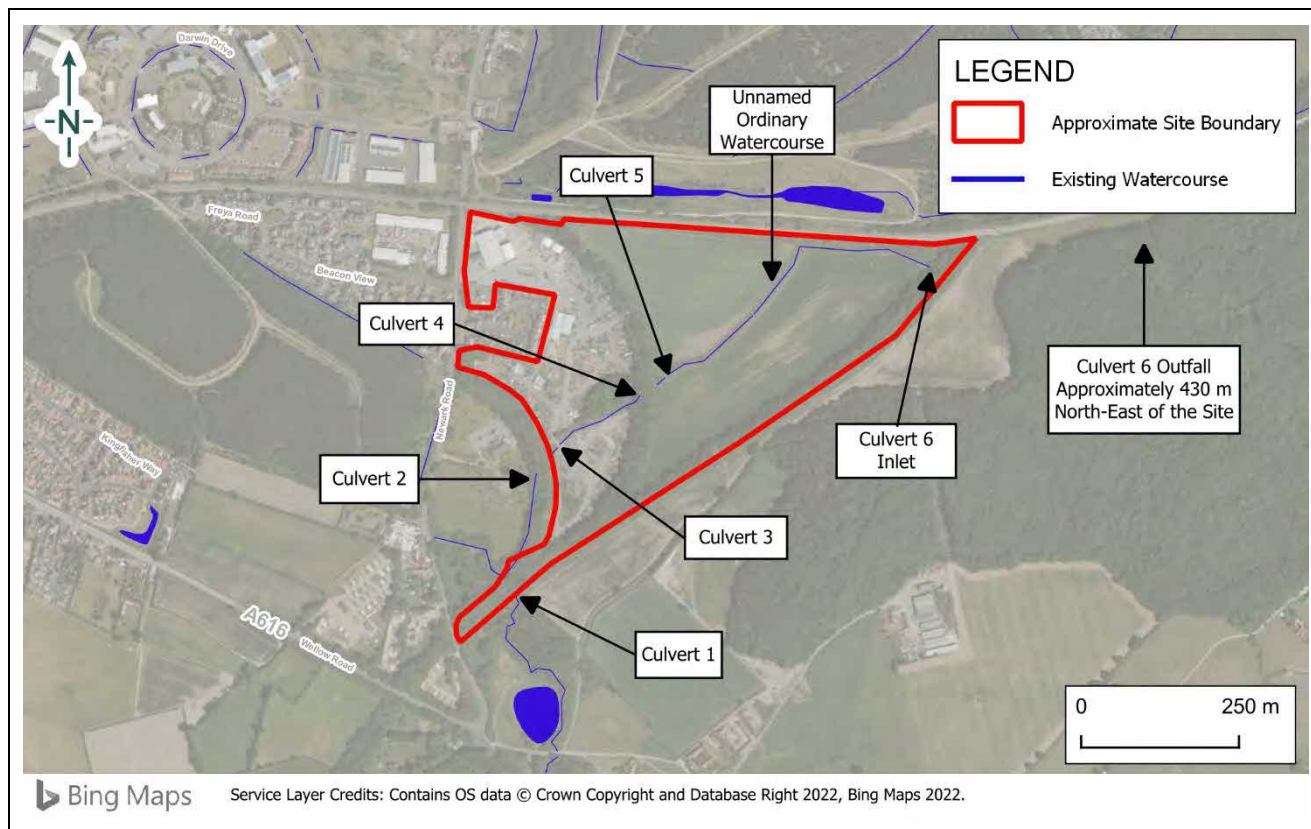 Darwin Drive
N
LEGEND
Approximate Site Boundary
Existing Watercourse
Unnamed
Ordinary
Watercourse
Culvert 5
Freya Road
Beacon View
Culvert 4
Culvert 6 Outfall
Approximately 430 m
North-East of the Site
Newark Road
Kingfisher Way
Culvert 6
Inlet
Culvert 2
Culvert 3
A616
Wellow Road
Culvert 1
0 250 m
Bing Maps
Service Layer Credits: Contains OS data © Crown Copyright and Database Right 2022, Bing Maps 2022.